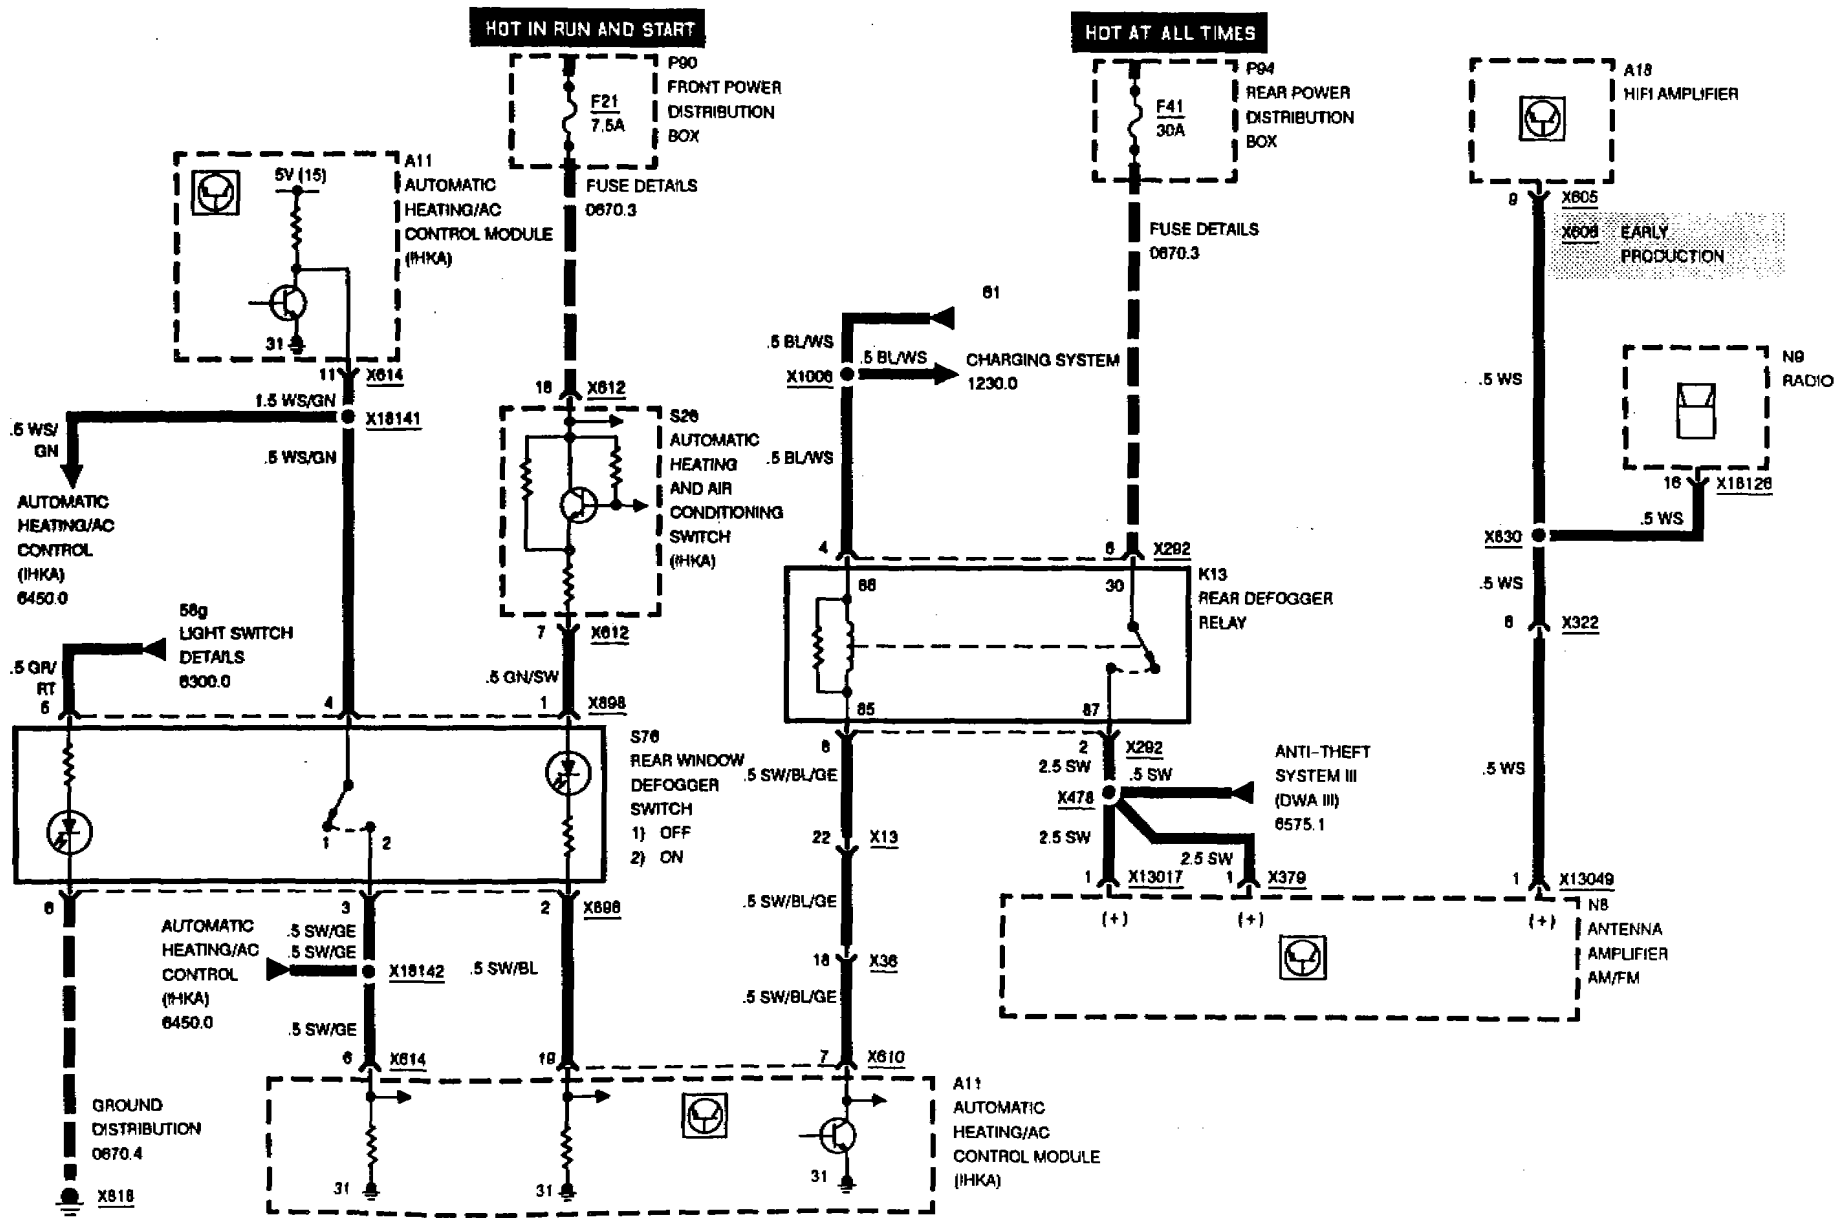 HOT IN RUN AND START
HOT AT ALL TIMES
P90
FRONT POWER
DISTRIBUTION
BOX
F21
7.5A
FUSE DETAILS
0670.3
P94
REAR POWER
DISTRIBUTION
BOX
F41
30A
FUSE DETAILS
0670.3
A18
HIFI AMPLIFIER
9
X605
X606
EARLY
PRODUCTION
A11
AUTOMATIC
HEATING/AC
CONTROL MODULE
(IHKA)
5V (15)
31
11
X614
1.5 WS/GN
X18141
.5 WS/
GN
.5 WS/GN
AUTOMATIC
HEATING/AC
CONTROL
(IHKA)
6450.0
18
X612
S28
AUTOMATIC
HEATING
AND AIR
CONDITIONING
SWITCH
(IHKA)
7
X612
.5 GN/SW
61
.5 BL/WS
.5 BL/WS
X1006
CHARGING SYSTEM
1230.0
.5 BL/WS
.5 WS
N9
RADIO
16
X18126
.5 WS
X830
.5 WS
8
X322
.5 WS
58g
LIGHT SWITCH
DETAILS
6300.0
.5 GR/
RT
5
4
1
X898
S76
REAR WINDOW
DEFOGGER
SWITCH
1) OFF
2) ON
1
2
4
6
X292
86
30
K13
REAR DEFOGGER
RELAY
85
87
8
2
X292
.5 SW/BL/GE
2.5 SW
.5 SW
X478
ANTI-THEFT
SYSTEM III
(DWA III)
6575.1
2.5 SW
2.5 SW
22
X13
1
X13017
1
X379
1
X13049
(+)
(+)
(+)
N8
ANTENNA
AMPLIFIER
AM/FM
6
3
2
X898
AUTOMATIC
HEATING/AC
CONTROL
(IHKA)
6450.0
.5 SW/GE
.5 SW/GE
X18142
.5 SW/BL
.5 SW/BL/GE
18
X36
.5 SW/BL/GE
.5 SW/GE
6
X614
19
7
X610
A11
AUTOMATIC
HEATING/AC
CONTROL MODULE
(IHKA)
31
31
31
GROUND
DISTRIBUTION
0670.4
X818